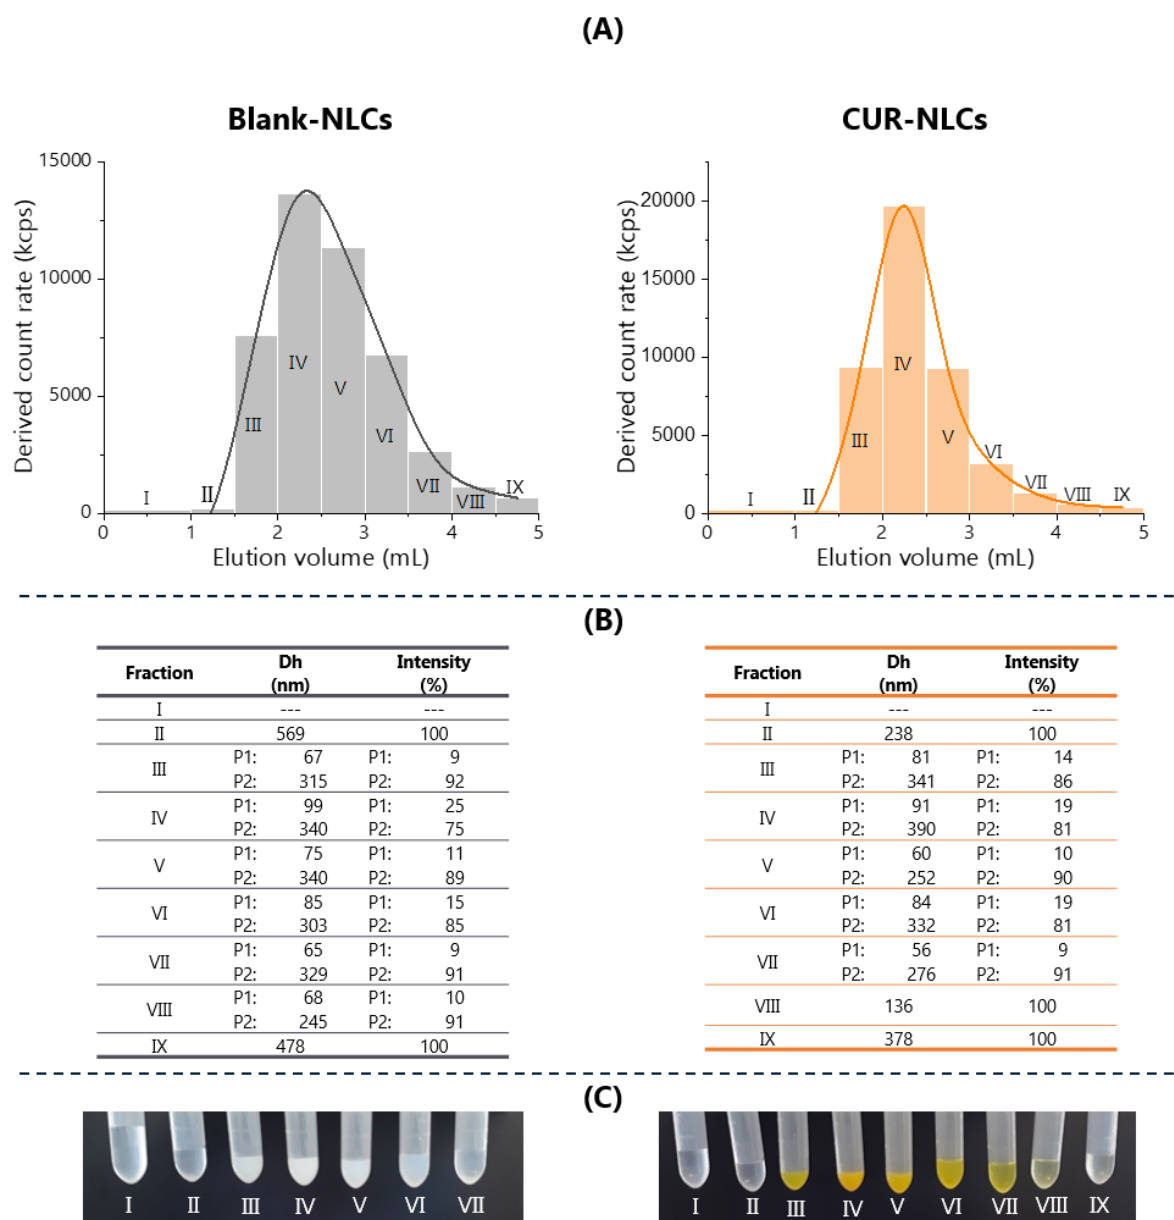 (A)
Blank-NLCs
CUR-NLCs
15000
10000
5000
0
Derived count rate (kcps)
I
II
III
IV
V
VI
VII
VIII
IX
0 1 2 3 4 5
Elution volume (mL)
20000
15000
10000
5000
0
Derived count rate (kcps)
I
II
III
IV
V
VI
VII
VIII
IX
0 1 2 3 4 5
Elution volume (mL)
(B)
Fraction Dh (nm) Intensity (%)
I --- ---
II 569 100
III P1: 67 P1: 9
P2: 315 P2: 92
IV P1: 99 P1: 25
P2: 340 P2: 75
V P1: 75 P1: 11
P2: 340 P2: 89
VI P1: 85 P1: 15
P2: 303 P2: 85
VII P1: 65 P1: 9
P2: 329 P2: 91
VIII P1: 68 P1: 10
P2: 245 P2: 91
IX 478 100
Fraction Dh (nm) Intensity (%)
I --- ---
II 238 100
III P1: 81 P1: 14
P2: 341 P2: 86
IV P1: 91 P1: 19
P2: 390 P2: 81
V P1: 60 P1: 10
P2: 252 P2: 90
VI P1: 84 P1: 19
P2: 332 P2: 81
VII P1: 56 P1: 9
P2: 276 P2: 91
VIII 136 100
IX 378 100
(C)
I II III IV V VI VII
I II III IV V VI VII VIII IX